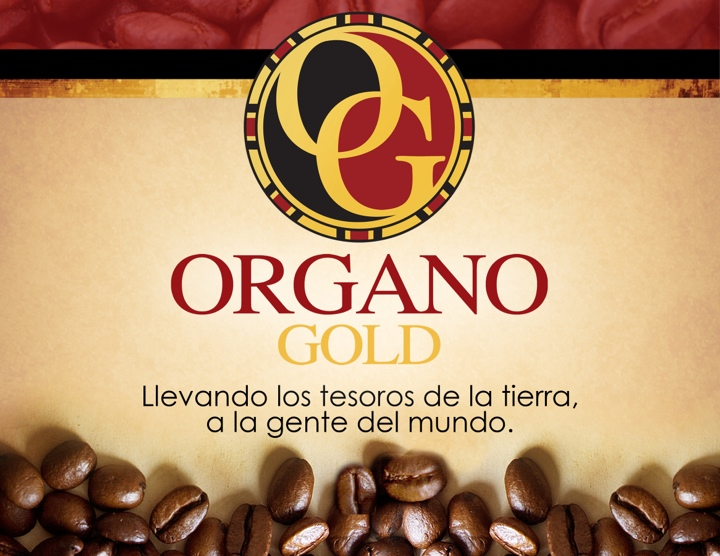 OG
ORGANO
GOLD
Llevando los tesoros de la tierra,
a la gente del mundo.